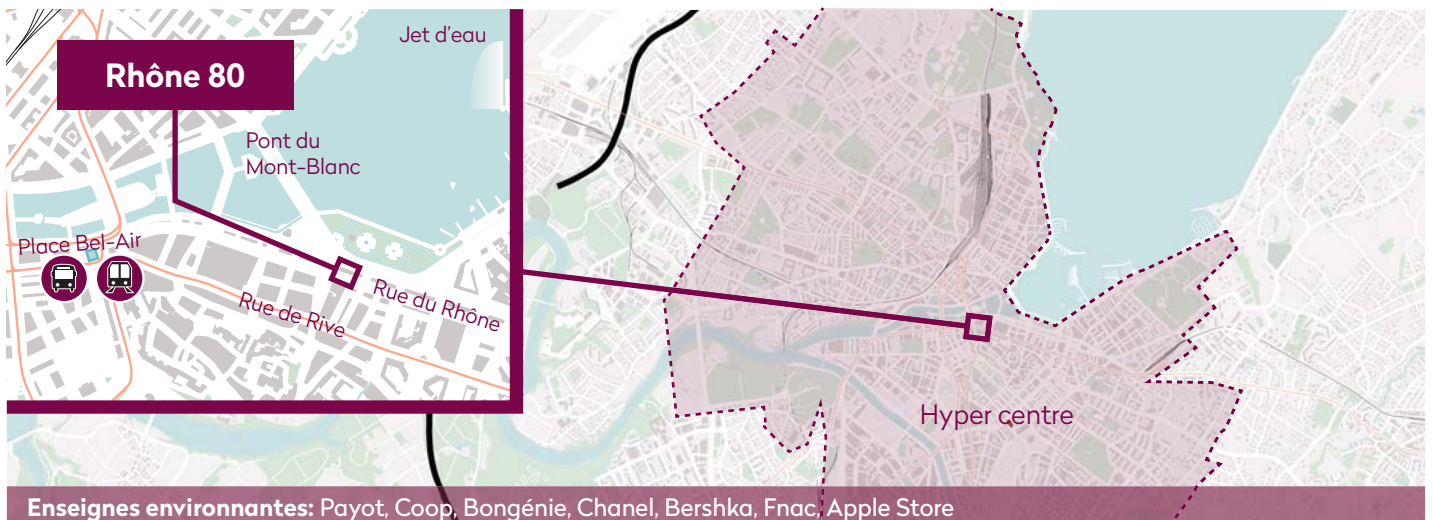 Jet d'eau
Rhône 80
Pont du
Mont-Blanc
Place Bel-Air
Rue du Rhône
Rue de Rive
Hyper centre
Enseignes environnantes: Payot, Coop, Bongénie, Chanel, Bershka, Fnac, Apple Store